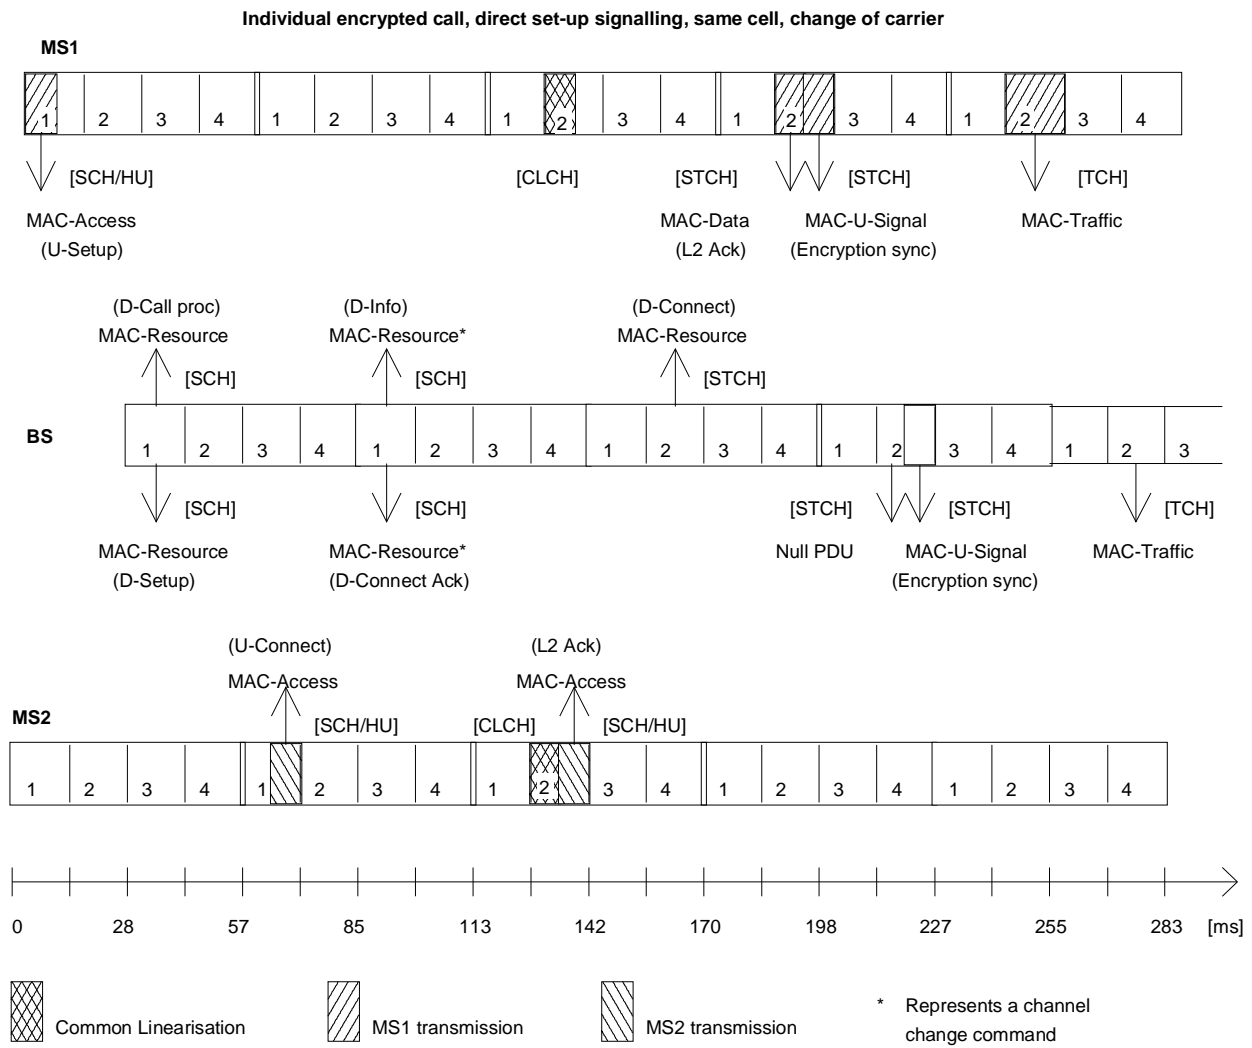 Individual encrypted call, direct set-up signalling, same cell, change of carrier
MS1
1 2 3 4 1 2 3 4 1 2 3 4 1 2 3 4 1 2 3 4
[SCH/HU] [CLCH] [STCH] [STCH] [TCH]
MAC-Access MAC-Data MAC-U-Signal MAC-Traffic
(U-Setup) (L2 Ack) (Encryption sync)
(D-Call proc) (D-Info) (D-Connect)
MAC-Resource MAC-Resource* MAC-Resource
[SCH] [SCH] [STCH]
BS
1 2 3 4 1 2 3 4 1 2 3 4 1 2 3 4 1 2 3
[SCH] [SCH] [STCH] [STCH] [TCH]
MAC-Resource MAC-Resource* Null PDU MAC-U-Signal MAC-Traffic
(D-Setup) (D-Connect Ack) (Encryption sync)
(U-Connect) (L2 Ack)
MAC-Access MAC-Access
MS2 [SCH/HU] [CLCH] [SCH/HU]
1 2 3 4 1 2 3 4 1 2 3 4 1 2 3 4 1 2 3 4
0 28 57 85 113 142 170 198 227 255 283 [ms]
Common Linearisation MS1 transmission MS2 transmission * Represents a channel
change command